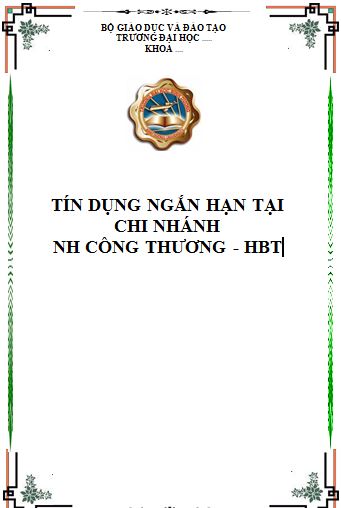 BỘ GIÁO DỤC VÀ ĐÀO TẠO
TRƯỜNG ĐẠI HỌC ......
KHOA .....
TÍN DỤNG NGẮN HẠN TẠI
CHI NHÁNH
NH CÔNG THƯƠNG - HBT